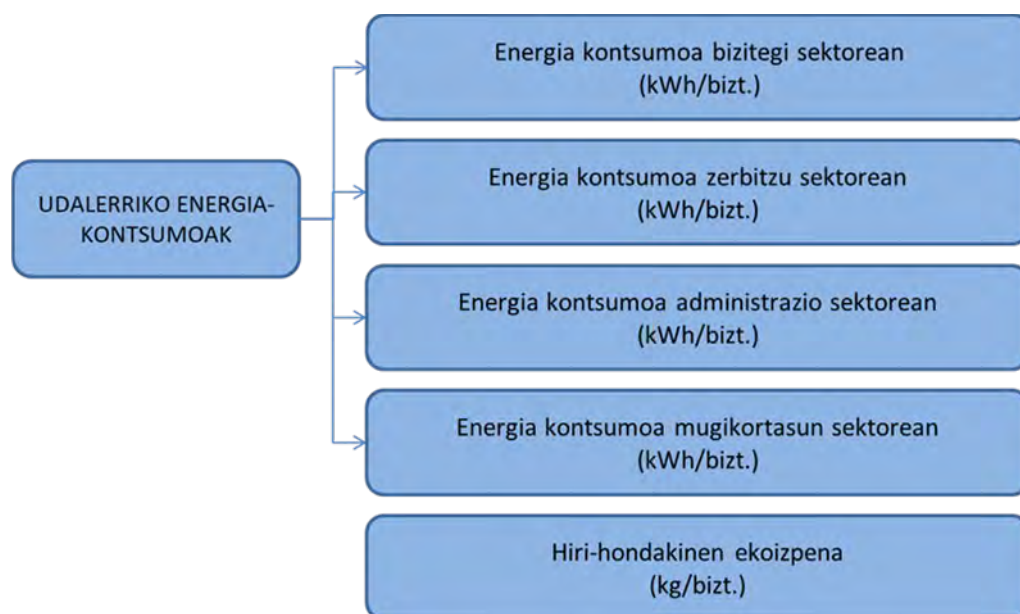 Energia kontsumoa bizitegi sektorean
(kWh/bizt.)
Energia kontsumoa zerbitzu sektorean
(kWh/bizt.)
UDALERRIKO ENERGIA-
KONTSUMOAK
Energia kontsumoa administrazio sektorean
(kWh/bizt.)
Energia kontsumoa mugikortasun sektorean
(kWh/bizt.)
Hiri-hondakinen ekoizpena
(kg/bizt.)